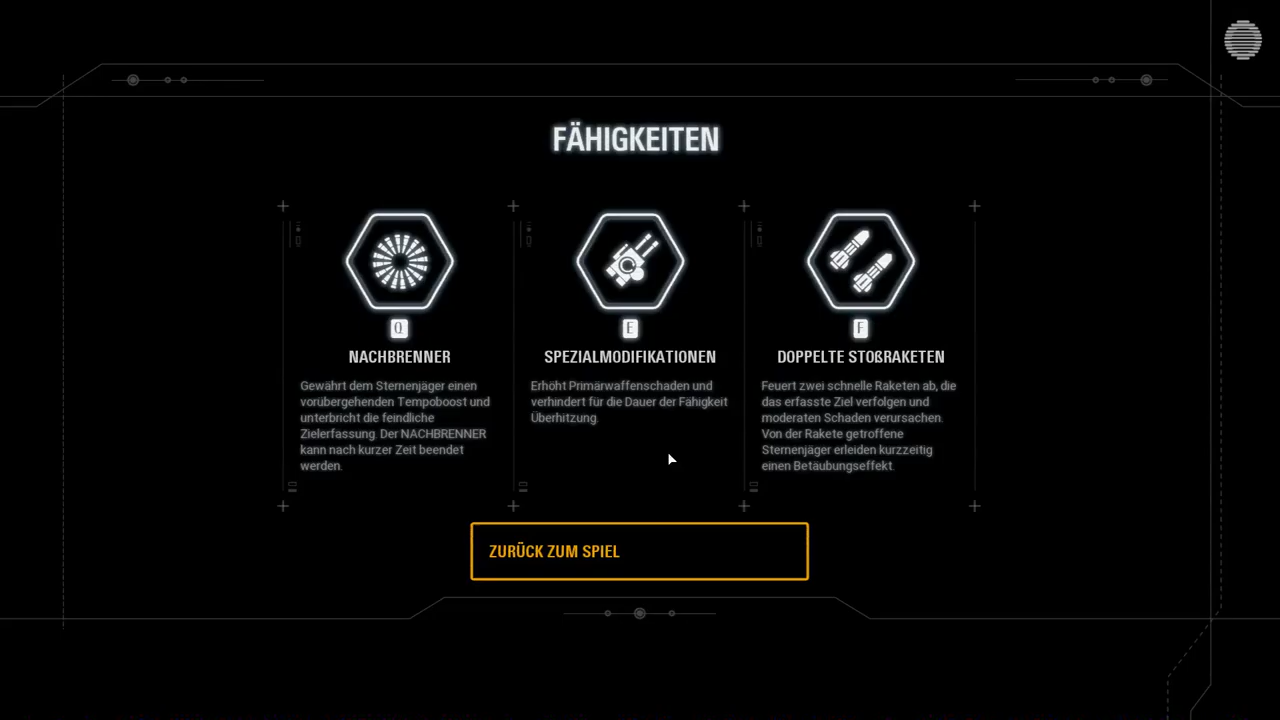 FÄHIGKEITEN
Q
NACHBRENNER
Gewährt dem Sternenjäger einen
vorübergehenden Tempoboost und
unterbricht die feindliche
Zielerfassung. Der NACHBRENNER
kann nach kurzer Zeit beendet
werden.
E
SPEZIALMODIFIKATIONEN
Erhöht Primärwaffenschaden und
verhindert für die Dauer der Fähigkeit
Überhitzung.
F
DOPPELTE STOßRAKETEN
Feuert zwei schnelle Raketen ab, die
das erfasste Ziel verfolgen und
moderaten Schaden verursachen.
Von der Rakete getroffene
Sternenjäger erleiden kurzzeitig
einen Betäubungseffekt.
ZURÜCK ZUM SPIEL